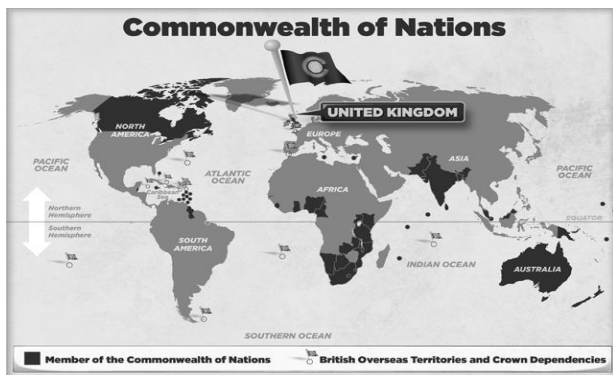 Commonwealth of Nations
UNITED KINGDOM
NORTH
AMERICA
EUROPE
ASIA
PACIFIC
OCEAN
ATLANTIC
OCEAN
PACIFIC
OCEAN
Caribbean
Sea
AFRICA
Northern
Hemisphere
EQUATOR
Southern
Hemisphere
SOUTH
AMERICA
INDIAN OCEAN
AUSTRALIA
SOUTHERN OCEAN
Member of the Commonwealth of Nations
British Overseas Territories and Crown Dependencies